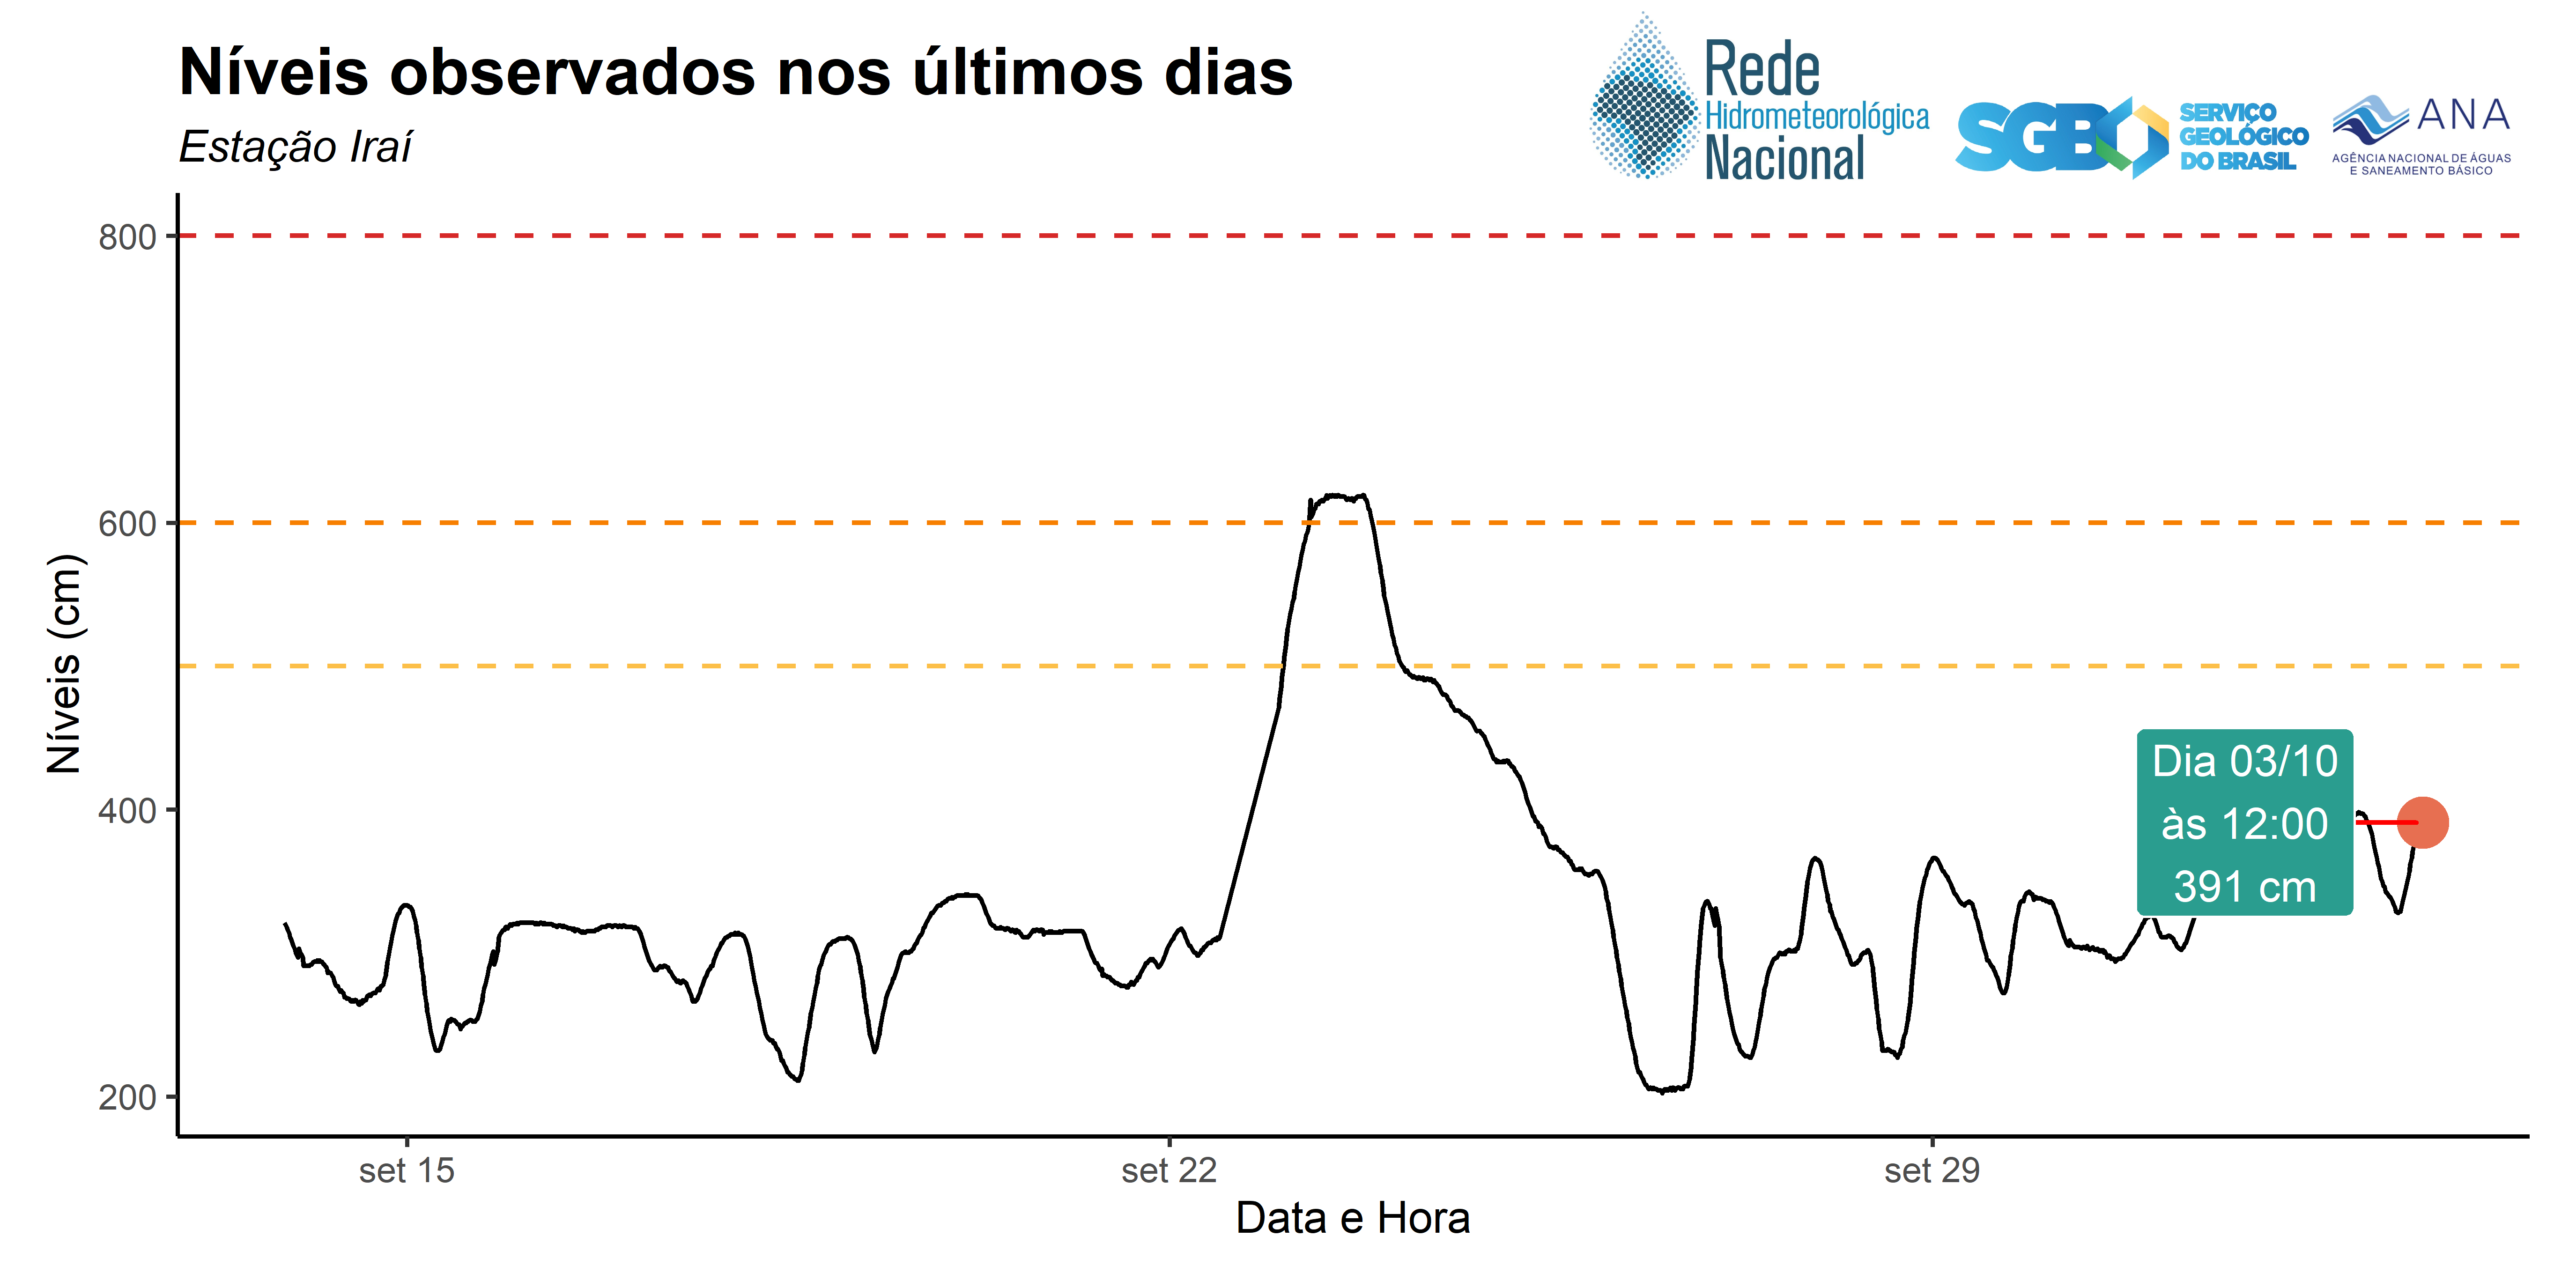 Níveis observados nos últimos dias
Estação Iraí
Rede
Hidrometeorológica
Nacional
SGB
SERVIÇO
GEOLÓGICO
DO BRASIL
ANA
AGÊNCIA NACIONAL DE ÁGUAS
E SANEAMENTO BÁSICO
Níveis (cm)
800
600
400
200
Dia 03/10
às 12:00
391 cm
set 15
set 22
set 29
Data e Hora